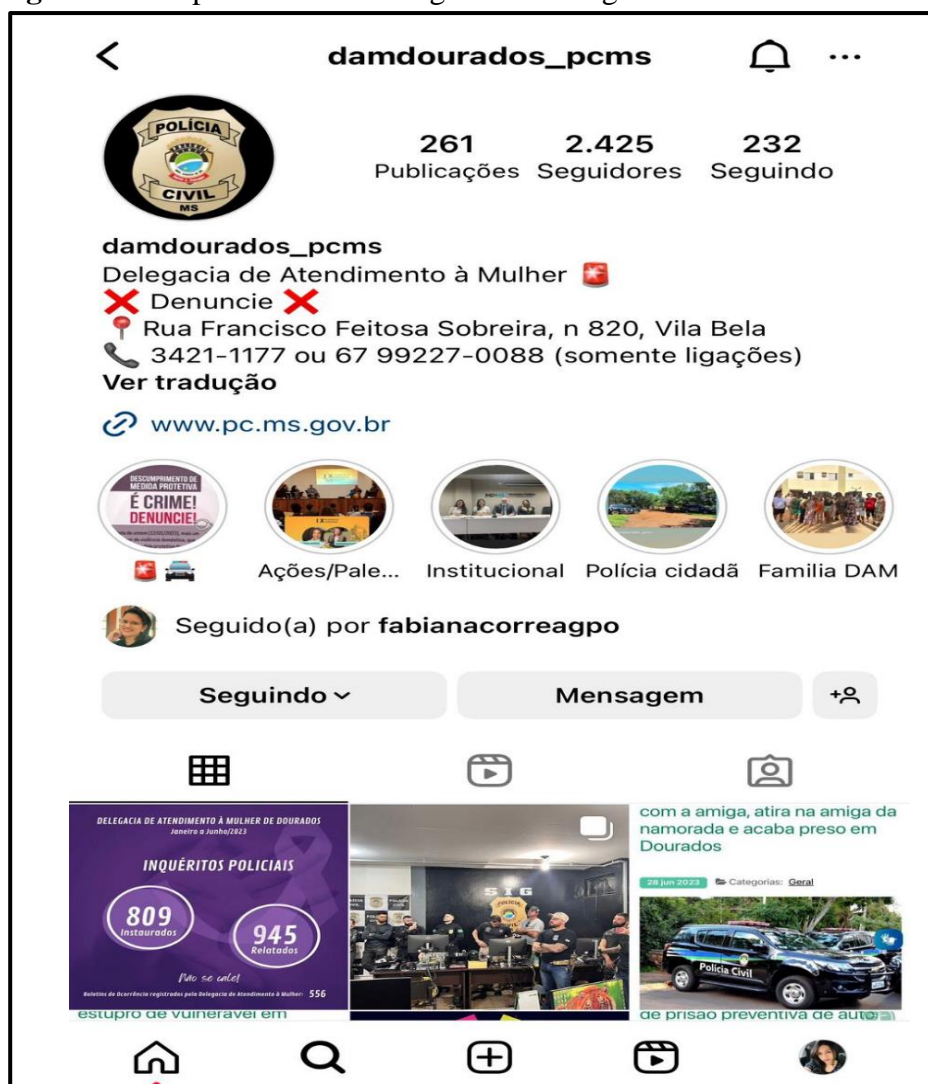 damdourados_pcms
POLÍCIA
CIVIL
MS
261 2.425 232
Publicações Seguidores Seguindo
damdourados_pcms
Delegacia de Atendimento à Mulher
Denuncie
Rua Francisco Feitosa Sobreira, n 820, Vila Bela
3421-1177 ou 67 99227-0088 (somente ligações)
Ver tradução
www.pc.ms.gov.br
DESCUMPRIMENTO DE
MEDIDA PROTETIVA
É CRIME!
DENUNCIE!
Ações/Pale... Institucional Polícia cidadã Familia DAM
Seguido(a) por fabianacorreagpo
Seguindo Mensagem
DELEGACIA DE ATENDIMENTO À MULHER DE DOURADOS
Janeiro a Junho/2023
INQUÉRITOS POLICIAIS
809
Instaurados
945
Relatados
Não se cale!
Boletins de Ocorrência registrados pela Delegacia de Atendimento à Mulher: 556
SIG
com a amiga, atira na amiga da
namorada e acaba preso em
Dourados
28 jun 2023 Categorias: Geral
Polícia Civil
estupro de vulnerável em
de prisão preventiva de autor